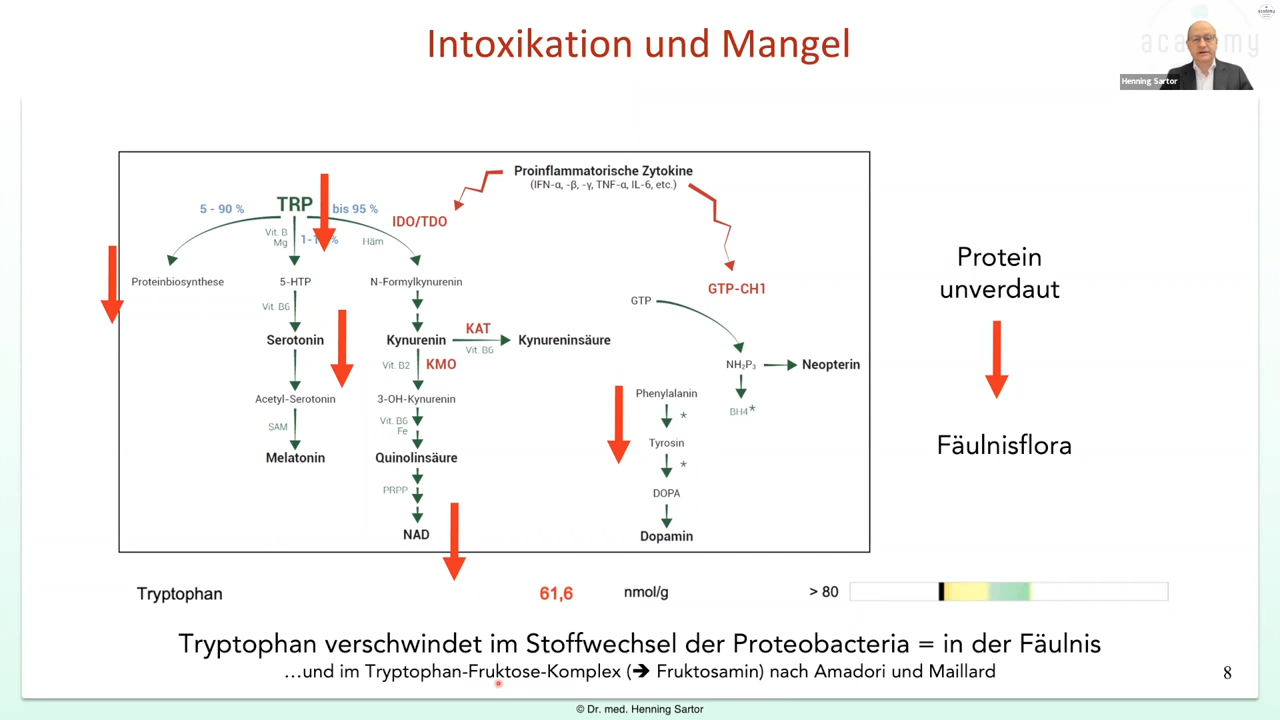 Intoxikation und Mangel
academy
Henning Sartor
Proinflammatorische Zytokine
(IFN-α, -β, -γ, TNF-α, IL-6, etc.)
5 - 90 %
TRP
bis 95 %
IDO/TDO
Vit. B
Mg
Häm
Proteinbiosynthese
5-HTP
N-Formylkynurenin
GTP-CH1
GTP
Vit. B6
Serotonin
Kynurenin
KAT
Vit. B6
Kynureninsäure
Vit. B2
KMO
NH₂P₃
Neopterin
Acetyl-Serotonin
3-OH-Kynurenin
Phenylalanin
BH4*
*
SAM
Vit. B6
Fe
Tyrosin
Melatonin
Quinolinsäure
*
PRPP
DOPA
NAD
Dopamin
Protein
unverdaut
Fäulnisflora
Tryptophan 61,6 nmol/g > 80
Tryptophan verschwindet im Stoffwechsel der Proteobacteria = in der Fäulnis
...und im Tryptophan-Fruktose-Komplex (➔ Fruktosamin) nach Amadori und Maillard
8
© Dr. med. Henning Sartor